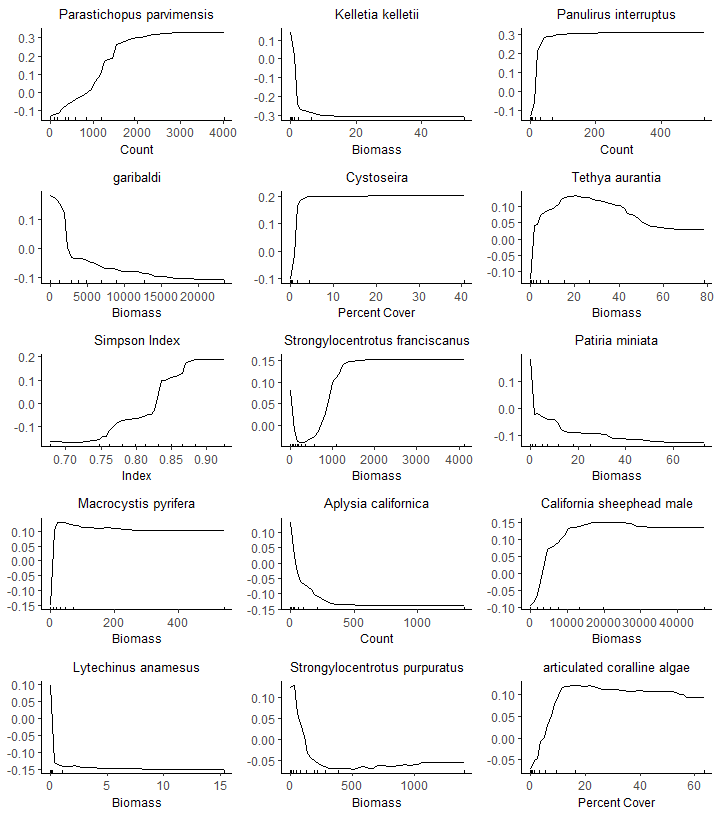 Parastichopus parvimensis
0.3
0.2
0.1
0.0
-0.1
0 1000 2000 3000 4000
Count
Kelletia kelletii
0.1
0.0
-0.1
-0.2
-0.3
0 20 40
Biomass
Panulirus interruptus
0.3
0.2
0.1
0.0
-0.1
0 200 400
Count
garibaldi
0.1
0.0
-0.1
0 5000 10000 15000 20000
Biomass
Cystoseira
0.2
0.1
0.0
-0.1
0 10 20 30 40
Percent Cover
Tethya aurantia
0.10
0.05
0.00
-0.05
-0.10
0 20 40 60 80
Biomass
Simpson Index
0.2
0.1
0.0
-0.1
0.70 0.75 0.80 0.85 0.90
Index
Strongylocentrotus franciscanus
0.15
0.10
0.05
0.00
0 1000 2000 3000 4000
Biomass
Patiria miniata
0.1
0.0
-0.1
0 20 40 60
Biomass
Macrocystis pyrifera
0.10
0.05
0.00
-0.05
-0.10
-0.15
0 200 400
Biomass
Aplysia californica
0.10
0.05
0.00
-0.05
-0.10
-0.15
0 500 1000
Count
California sheephead male
0.15
0.10
0.05
0.00
-0.05
-0.10
0 10000 20000 30000 40000
Biomass
Lytechinus anamesus
0.10
0.05
0.00
-0.05
-0.10
-0.15
0 5 10 15
Biomass
Strongylocentrotus purpuratus
0.10
0.05
0.00
-0.05
0 500 1000
Biomass
articulated coralline algae
0.10
0.05
0.00
-0.05
0 20 40 60
Percent Cover